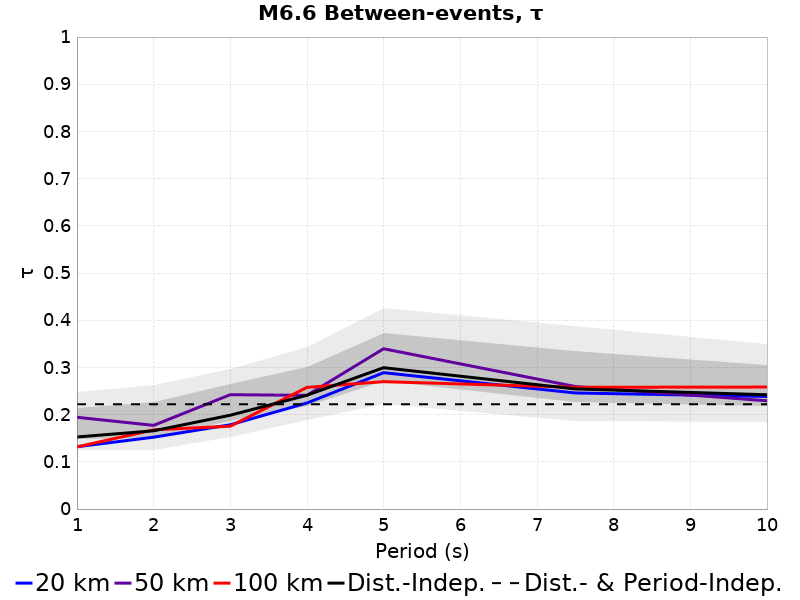 M6.6 Between-events, τ
1
0.9
0.8
0.7
0.6
0.5
0.4
0.3
0.2
0.1
0
τ
1 2 3 4 5 6 7 8 9 10
Period (s)
20 km 50 km 100 km Dist.-Indep. Dist.- & Period-Indep.